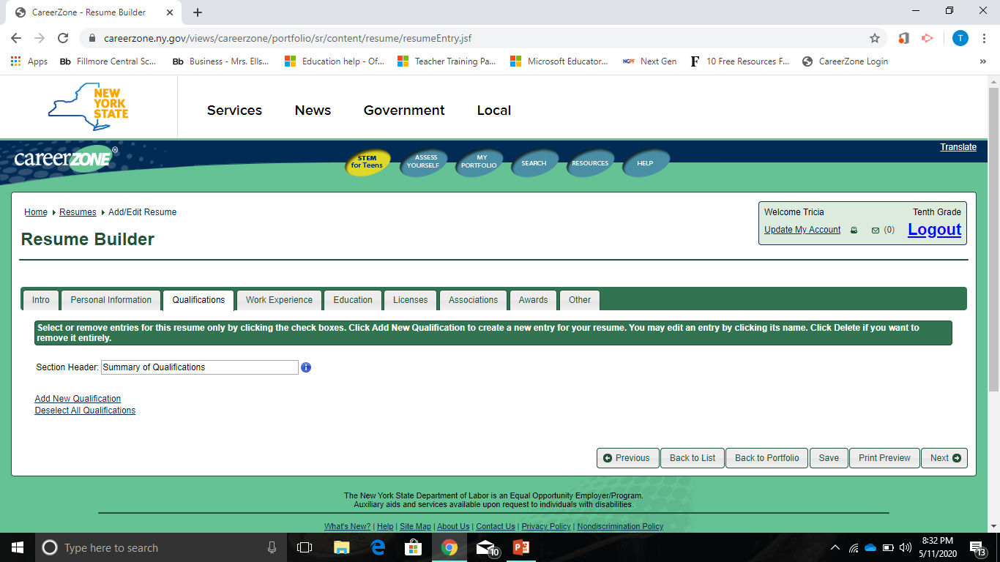 CareerZone - Resume Builder
careerzone.ny.gov/views/careerzone/portfolio/sr/content/resume/resumeEntry.jsf
T
Apps Bb Fillmore Central Sc... Bb Business - Mrs. Ells... Education help - Of... Teacher Training Pa... Microsoft Educator... NGPF Next Gen F 10 Free Resources F... CareerZone Login »
NEW
YORK
STATE
Services News Government Local
Translate
careerzone®
STEM
for Teens
ASSESS
YOURSELF
MY
PORTFOLIO
SEARCH
RESOURCES
HELP
Home Resumes Add/Edit Resume
Welcome Tricia Tenth Grade
Update My Account (0) Logout
Resume Builder
Intro Personal Information Qualifications Work Experience Education Licenses Associations Awards Other
Select or remove entries for this resume only by clicking the check boxes. Click Add New Qualification to create a new entry for your resume. You may edit an entry by clicking its name. Click Delete if you want to
remove it entirely.
Section Header: Summary of Qualifications i
Add New Qualification
Deselect All Qualifications
Previous Back to List Back to Portfolio Save Print Preview Next
The New York State Department of Labor is an Equal Opportunity Employer/Program.
Auxiliary aids and services available upon request to individuals with disabilities.
What's New? | Help | Site Map | About Us | Contact Us | Privacy Policy | Nondiscrimination Policy
Type here to search
10
8:32 PM
5/11/2020
13